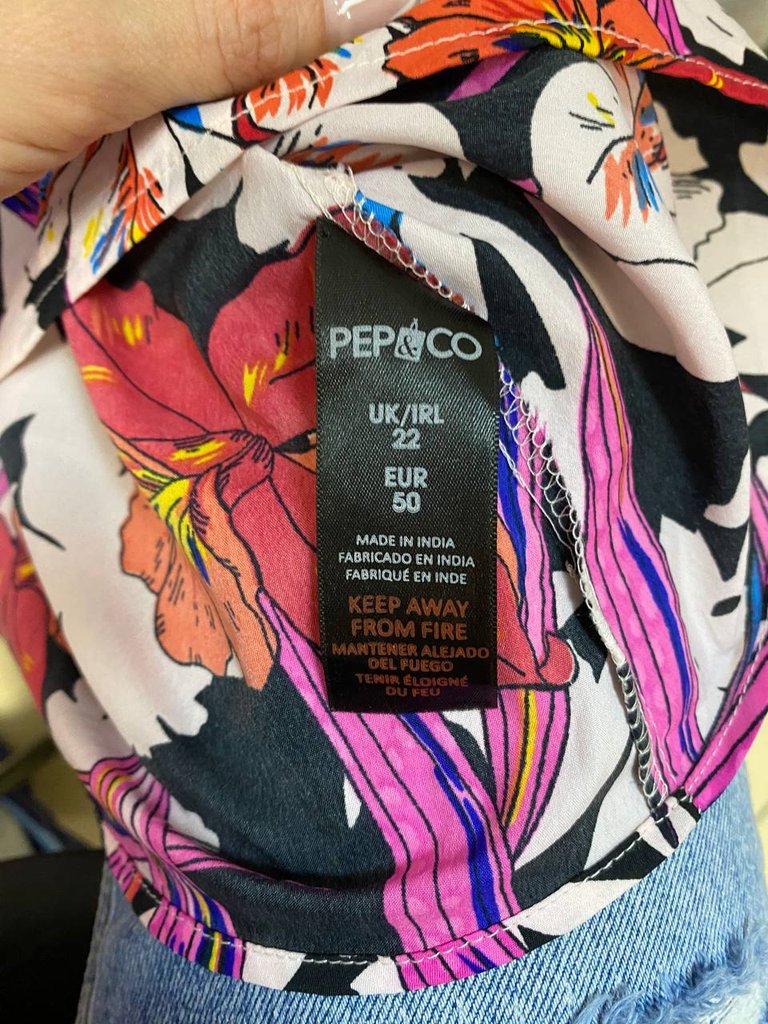 PEP&CO
UK/IRL
22
EUR
50
MADE IN INDIA
FABRICADO EN INDIA
FABRIQUÉ EN INDE
KEEP AWAY
FROM FIRE
MANTENER ALEJADO
DEL FUEGO
TENIR ÉLOIGNÉ
DU FEU